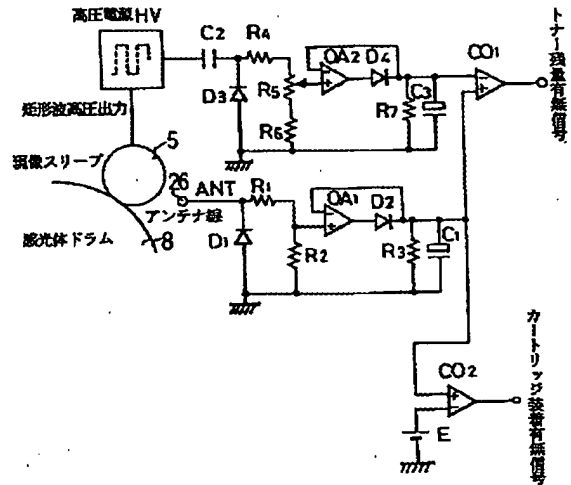 高圧電源HV
C2
R4
OA2
D4
CO1
トナー残量有無信号
D3
R5
R6
R7
C3
矩形波高圧出力
5
現像スリーブ
26
ANT
アンテナ線
R1
OA1
D2
感光体ドラム
8
D1
R2
R3
C1
CO2
E
カートリッジ装着有無信号